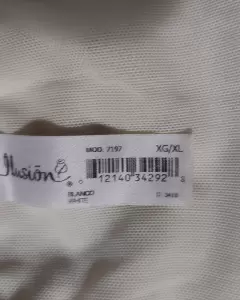 MOD. 7197 XG/XL
Ilusión
12140 34292
BLANCO
WHITE